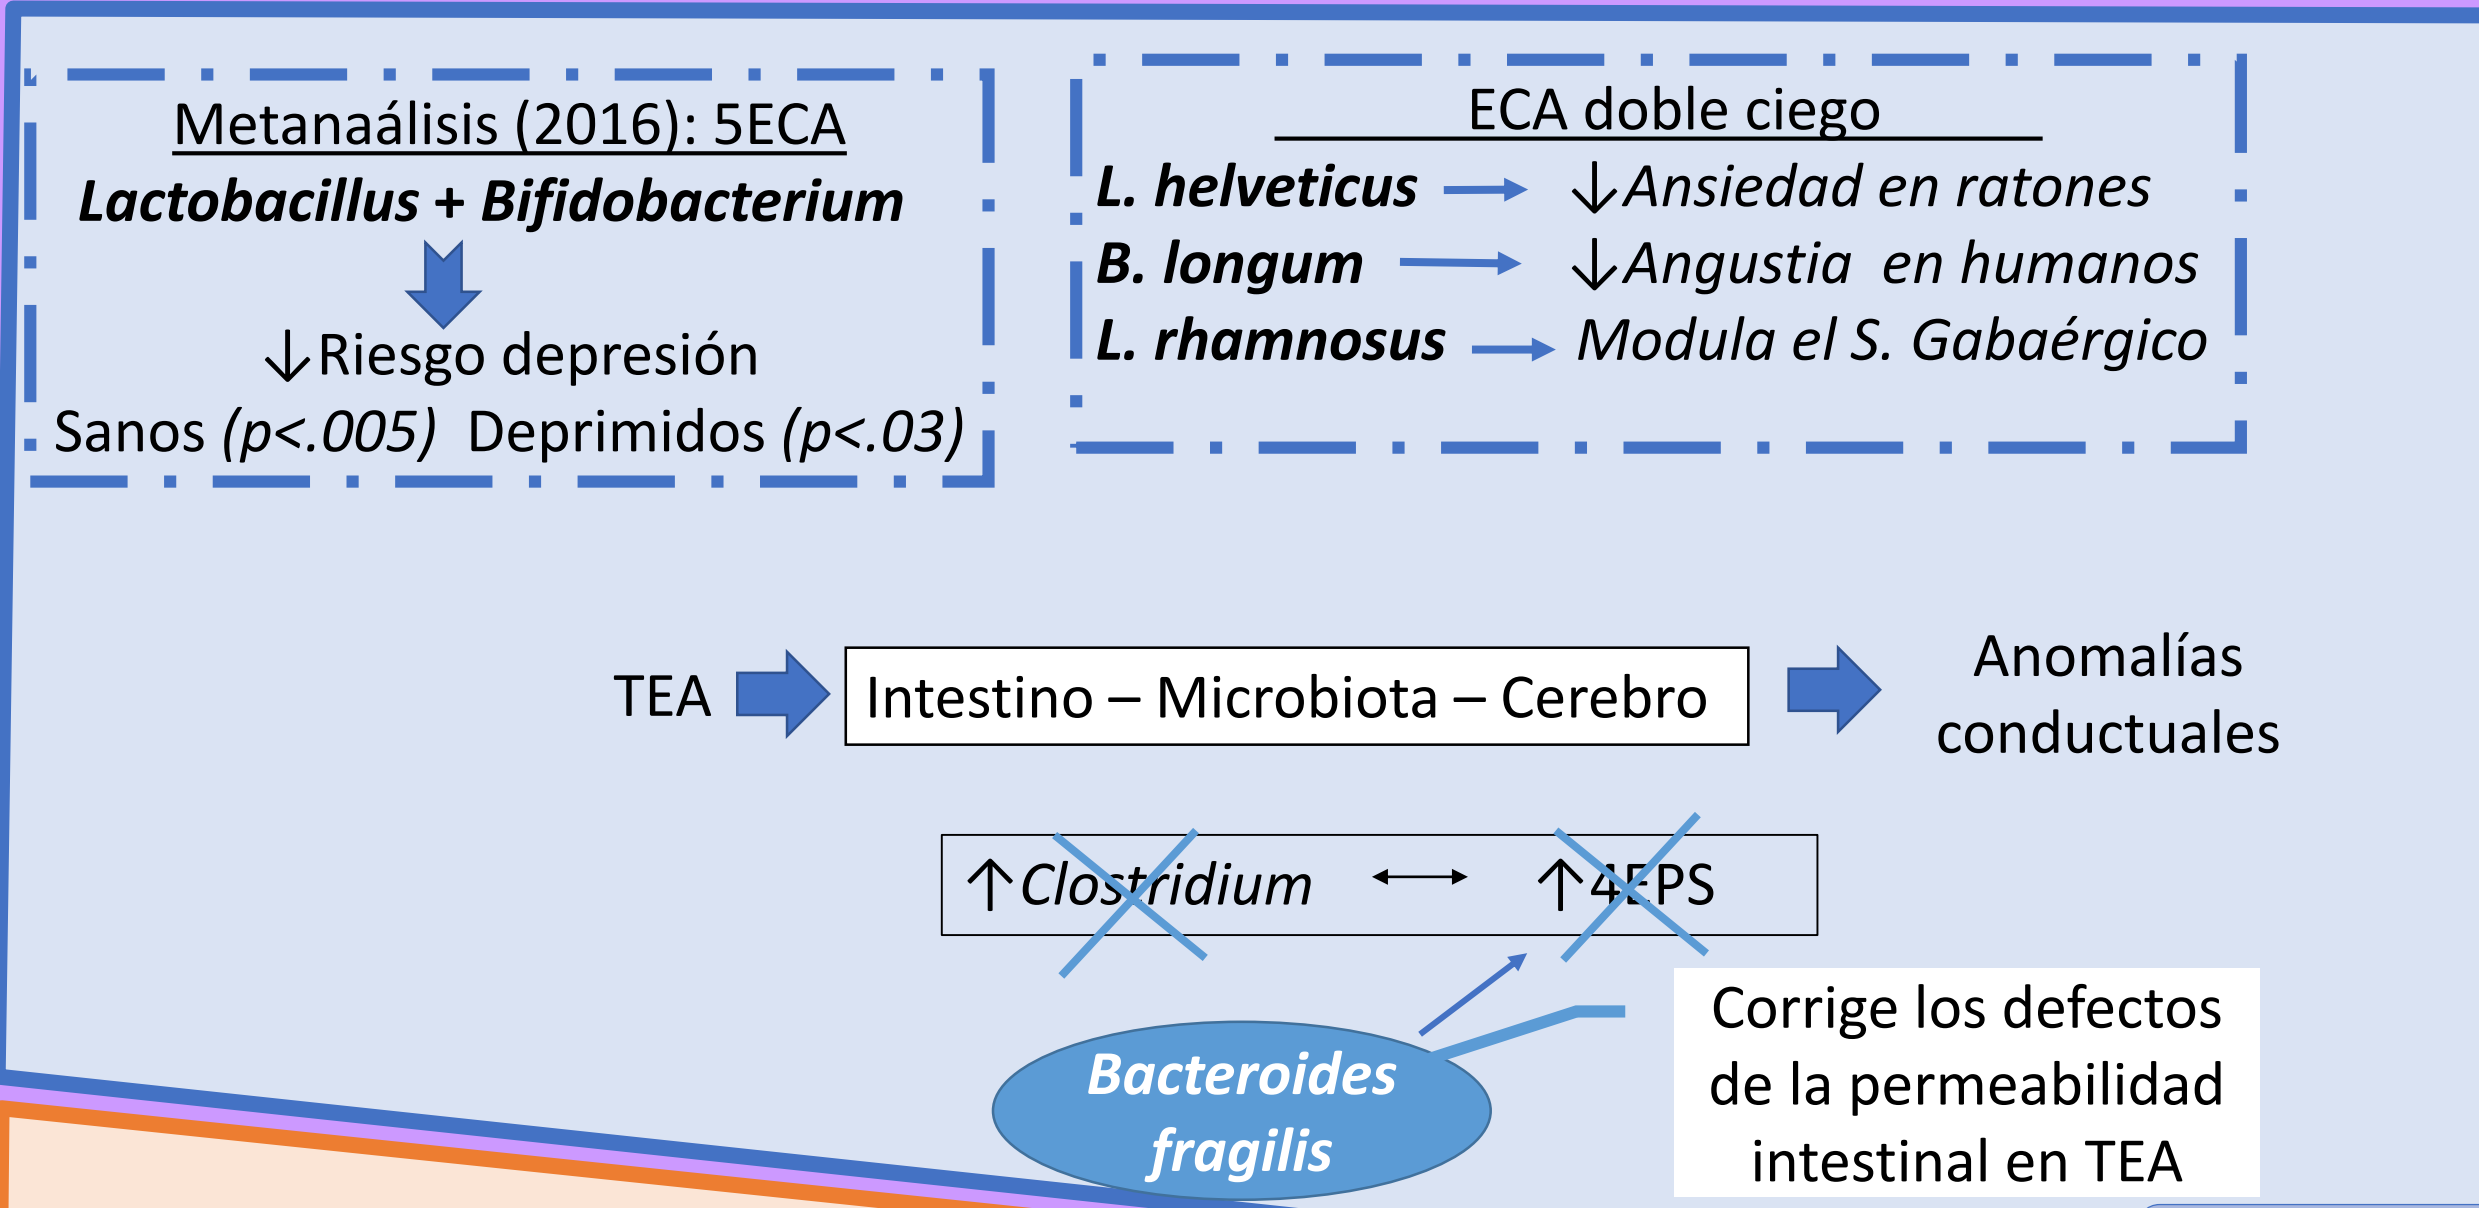 Metanaálisis (2016): 5ECA
Lactobacillus + Bifidobacterium
↓Riesgo depresión
Sanos (p<.005) Deprimidos (p<.03)
ECA doble ciego
L. helveticus → ↓Ansiedad en ratones
B. longum → ↓Angustia en humanos
L. rhamnosus → Modula el S. Gabaérgico
TEA
Intestino – Microbiota – Cerebro
Anomalías
conductuales
↑Clostridium ↔ ↑4EPS
Bacteroides
fragilis
Corrige los defectos
de la permeabilidad
intestinal en TEA